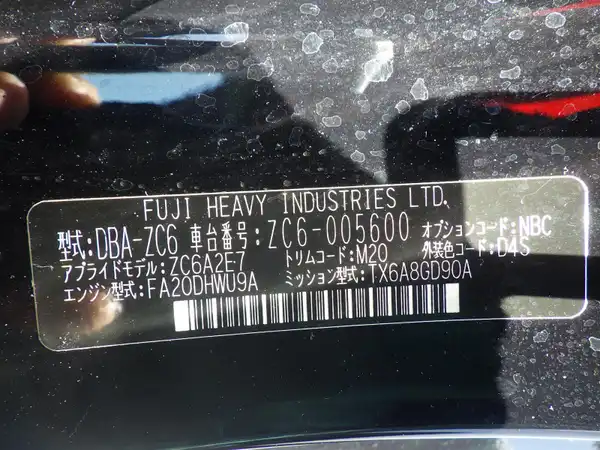 FUJI HEAVY INDUSTRIES LTD.
型式:DBA-ZC6 車台番号:ZC6-005600 オプションコード:NBC
アプライドモデル:ZC6A2E7 トリムコード:M20 外装色コード:D4S
エンジン型式:FA20DHWU9A ミッション型式:TX6A8GD90A